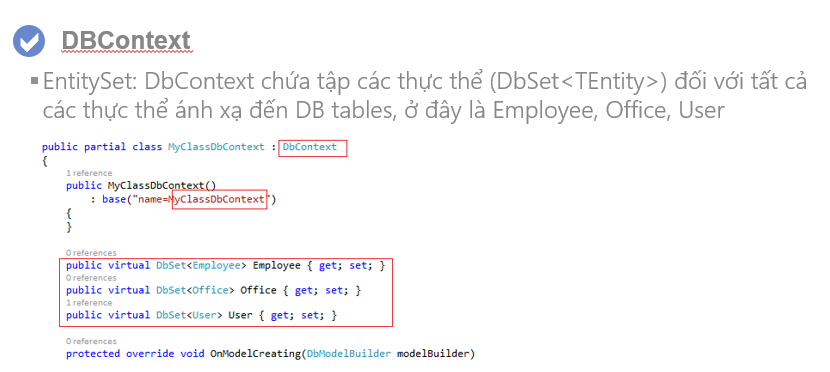 DBContext
▪EntitySet: DbContext chứa tập các thực thể (DbSet<TEntity>) đối với tất cả
các thực thể ánh xạ đến DB tables, ở đây là Employee, Office, User
public partial class MyClassDbContext : DbContext
{
1 reference
public MyClassDbContext()
: base("name=MyClassDbContext")
{
}
0 references
public virtual DbSet<Employee> Employee { get; set; }
0 references
public virtual DbSet<Office> Office { get; set; }
1 reference
public virtual DbSet<User> User { get; set; }
0 references
protected override void OnModelCreating(DbModelBuilder modelBuilder)